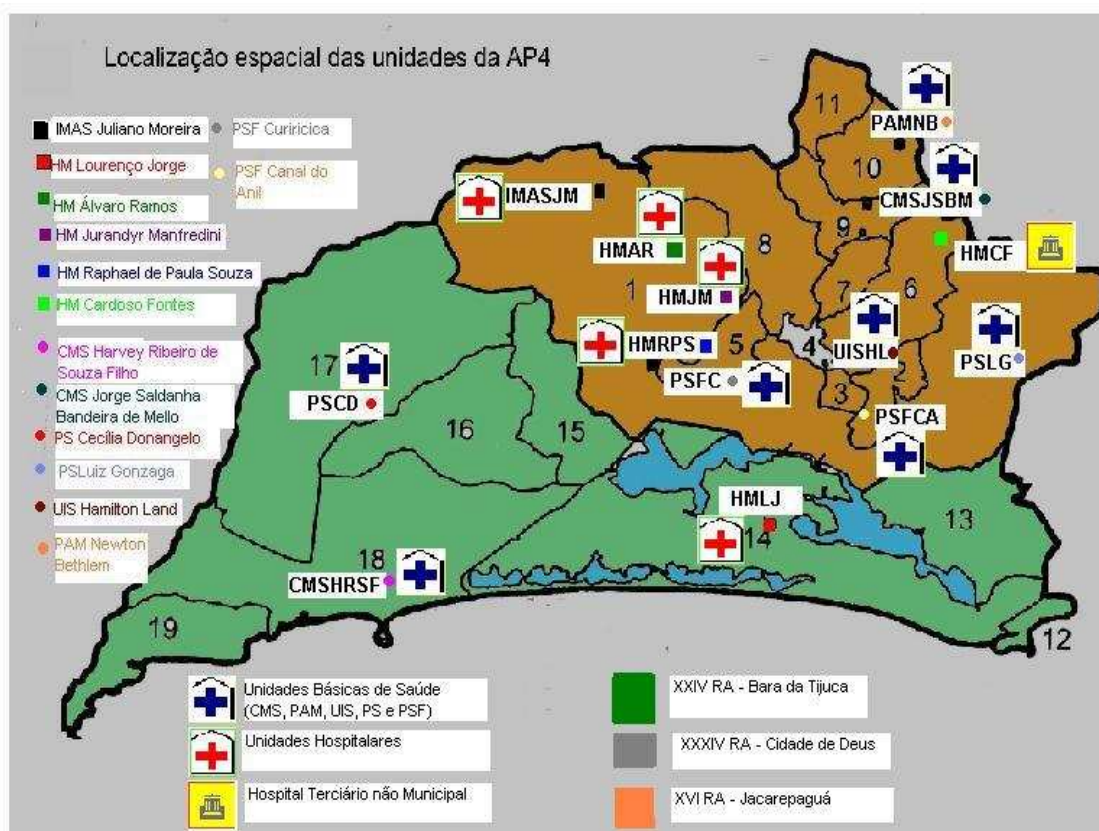 Localização espacial das unidades da AP4
IMAS Juliano Moreira
HM Lourenço Jorge
HM Álvaro Ramos
HM Jurandyr Manfredini
HM Raphael de Paula Souza
HM Cardoso Fontes
CMS Harvey Ribeiro de
Souza Filho
CMS Jorge Saldanha
Bandeira de Mello
PS Cecília Donangelo
PSLuiz Gonzaga
UIS Hamilton Land
PAM Newton
Bethlem
PSF Curiricica
PSF Canal do
Anil
11
PAMNB
10
CMSJSBM
IMASJM
HMAR
8
9
HMCF
1
HMJM
7
6
HMRPS
5
4
UISHL
PSLG
17
PSFC
3
2
PSCD
PSFCA
16
15
HMLJ
13
14
18
CMSHRSF
19
12
Unidades Básicas de Saúde
(CMS, PAM, UIS, PS e PSF)
Unidades Hospitalares
Hospital Terciário não Municipal
XXIV RA - Bara da Tijuca
XXXIV RA - Cidade de Deus
XVI RA - Jacarepaguá